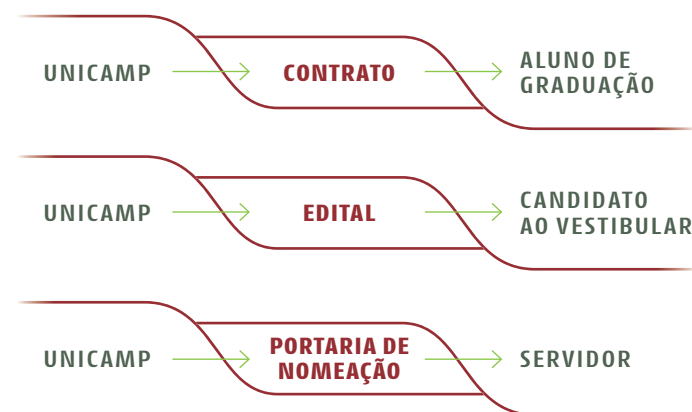 UNICAMP
CONTRATO
ALUNO DE
GRADUAÇÃO
UNICAMP
EDITAL
CANDIDATO
AO VESTIBULAR
UNICAMP
PORTARIA DE
NOMEAÇÃO
SERVIDOR